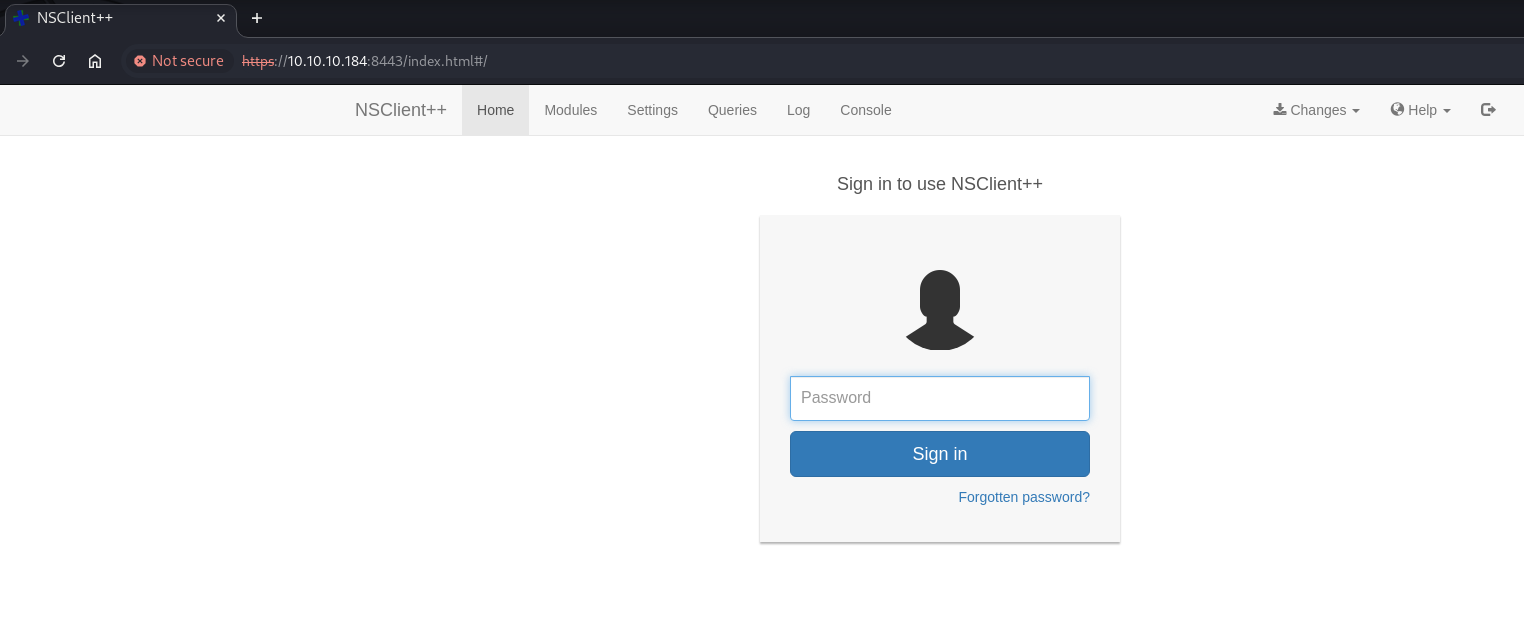 NSClient++
Not secure https://10.10.10.184:8443/index.html#/
NSClient++ Home Modules Settings Queries Log Console Changes Help
Sign in to use NSClient++
Password
Sign in
Forgotten password?